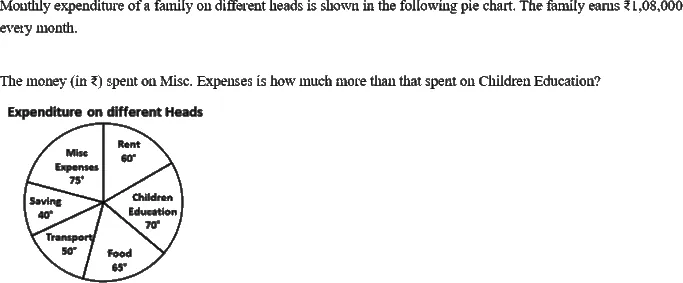 Monthly expenditure of a family on different heads is shown in the following pie chart. The family earns ₹1,08,000
every month.
The money (in ₹) spent on Misc. Expenses is how much more than that spent on Children Education?
Expenditure on different Heads
Rent
60°
Misc
Expenses
75°
Children
Education
70°
Saving
40°
Transport
50°
Food
65°